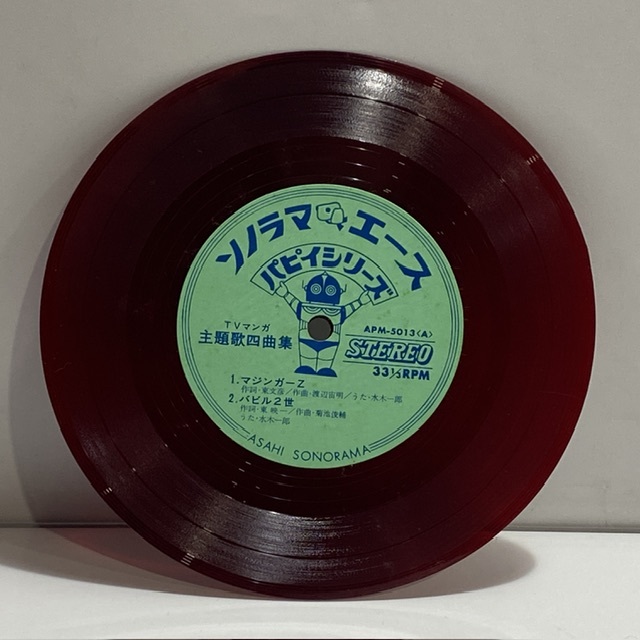 ソノラマエース
パピイシリーズ
TVマンガ
主題歌四曲集
APM-5013〈A〉
STEREO
33⅓RPM
1.マジンガーZ
作詞・東文彦/作曲・渡辺宙明/うた・水木一郎
2.バビル2世
作詞・東映一/作曲・菊池俊輔
うた・水木一郎
ASAHI SONORAMA